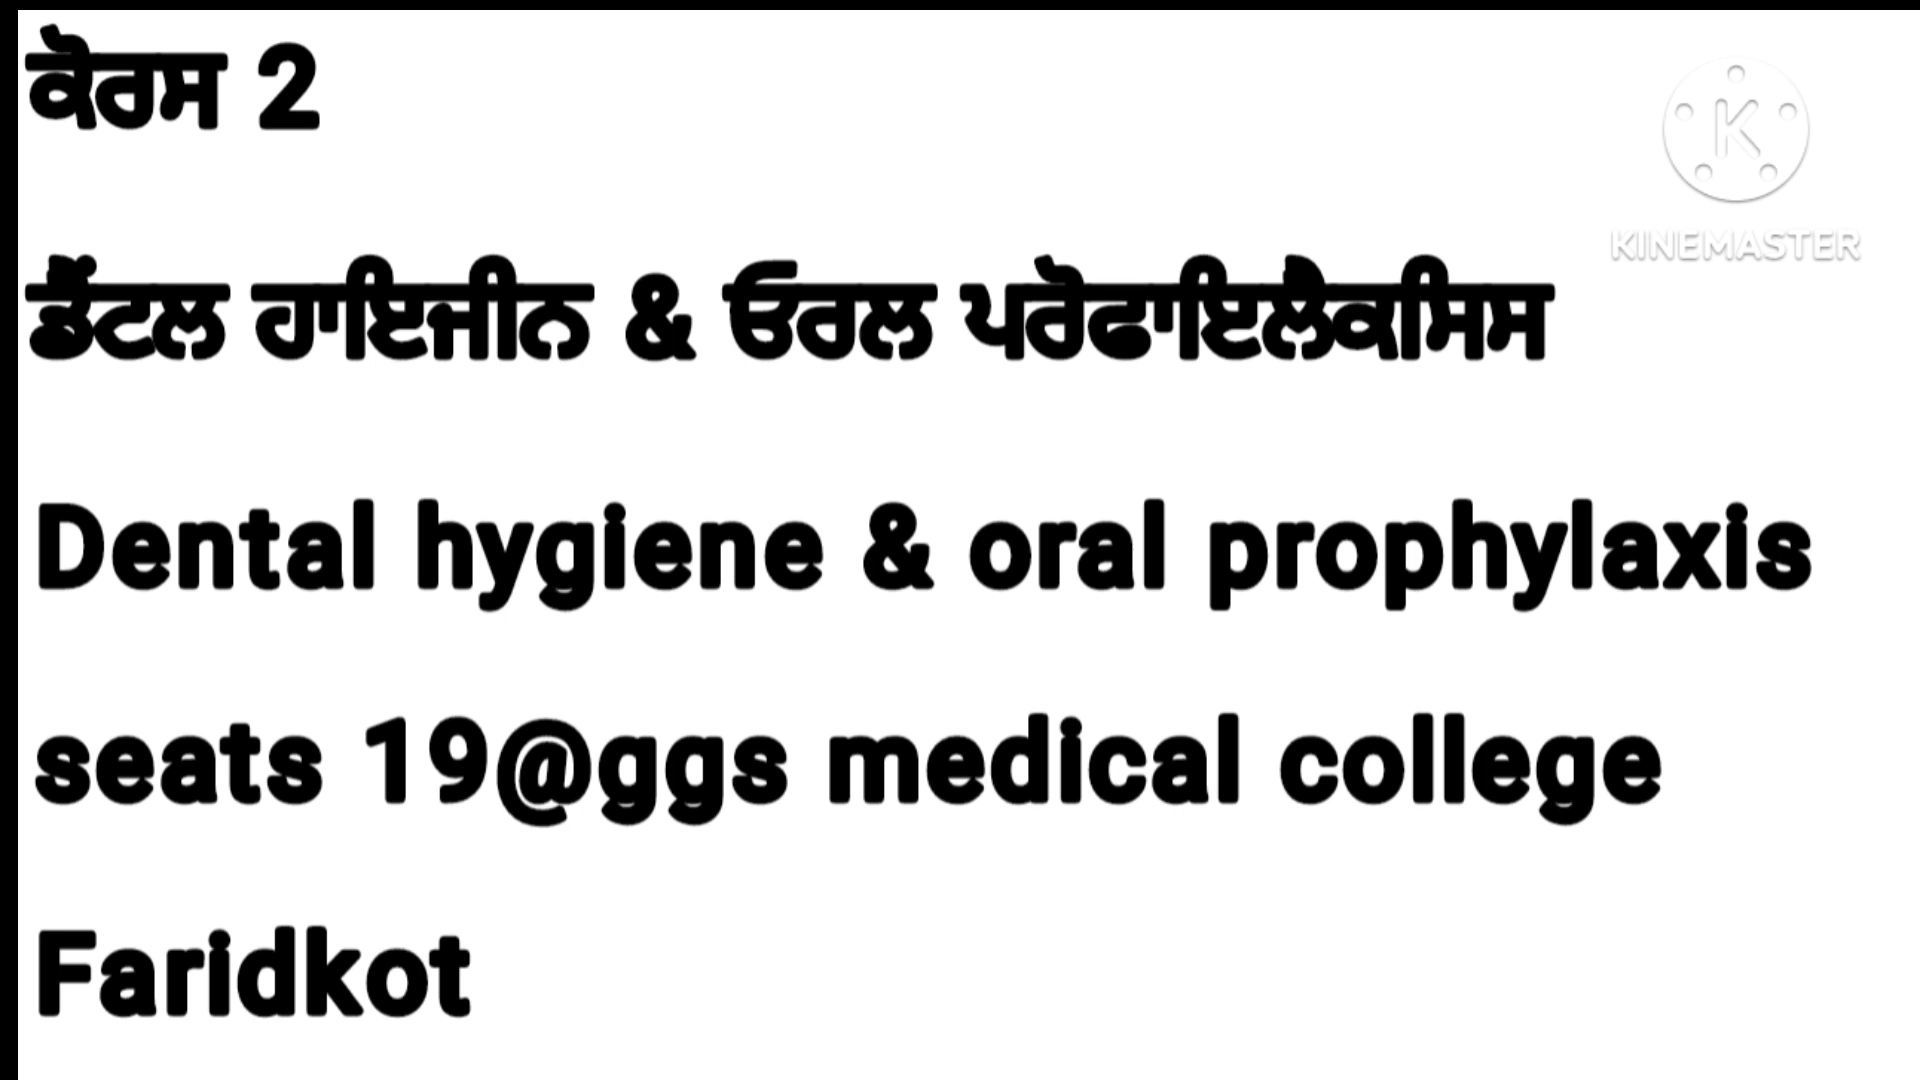 ਕੋਰਸ 2
K
KINEMASTER
ਡੈਂਟਲ ਹਾਇਜੀਨ & ਓਰਲ ਪਰੋਫਾਇਲੈਕਸਿਸ
Dental hygiene & oral prophylaxis
seats 19@ggs medical college
Faridkot